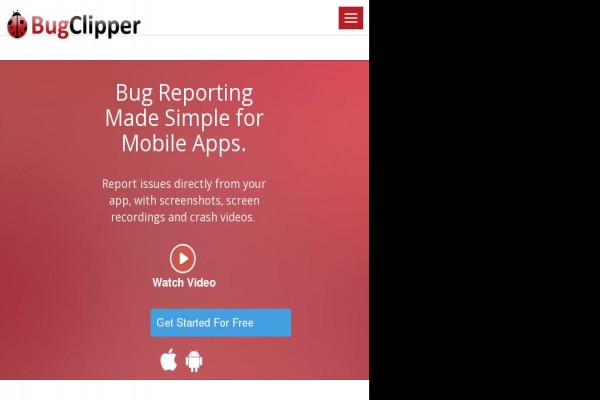 BugClipper
Bug Reporting
Made Simple for
Mobile Apps.
Report issues directly from your
app, with screenshots, screen
recordings and crash videos.
Watch Video
Get Started For Free